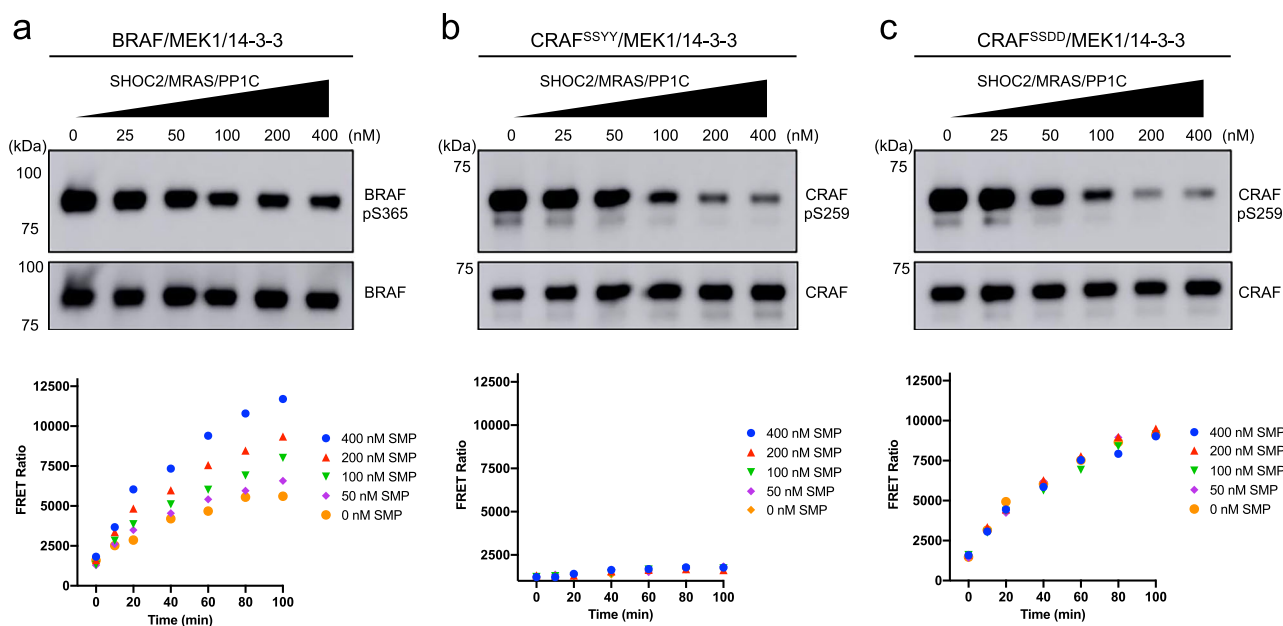 a
BRAF/MEK1/14-3-3
SHOC2/MRAS/PP1C
0 25 50 100 200 400 (nM)
(kDa)
100
75
BRAF
pS365
100
75
BRAF
12500
10000
7500
5000
2500
0
FRET Ratio
0 20 40 60 80 100
Time (min)
400 nM SMP
200 nM SMP
100 nM SMP
50 nM SMP
0 nM SMP
b
CRAFSSYY/MEK1/14-3-3
SHOC2/MRAS/PP1C
0 25 50 100 200 400 (nM)
(kDa)
75
CRAF
pS259
75
CRAF
12500
10000
7500
5000
2500
FRET Ratio
0 20 40 60 80 100
Time (min)
400 nM SMP
200 nM SMP
100 nM SMP
50 nM SMP
0 nM SMP
c
CRAFSSDD/MEK1/14-3-3
SHOC2/MRAS/PP1C
0 25 50 100 200 400 (nM)
(kDa)
75
CRAF
pS259
75
CRAF
12500
10000
7500
5000
2500
0
FRET Ratio
0 20 40 60 80 100
Time (min)
400 nM SMP
200 nM SMP
100 nM SMP
50 nM SMP
0 nM SMP